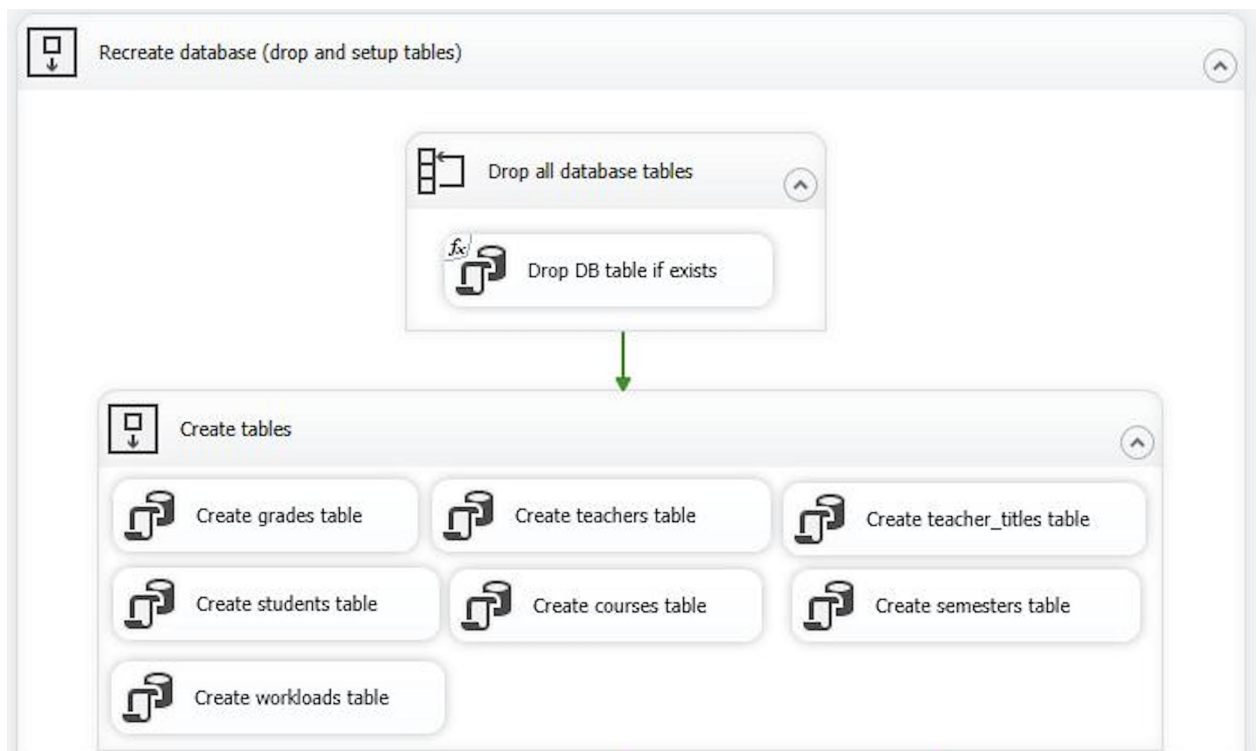 Recreate database (drop and setup tables)
Drop all database tables
fx
Drop DB table if exists
Create tables
Create grades table
Create teachers table
Create teacher_titles table
Create students table
Create courses table
Create semesters table
Create workloads table